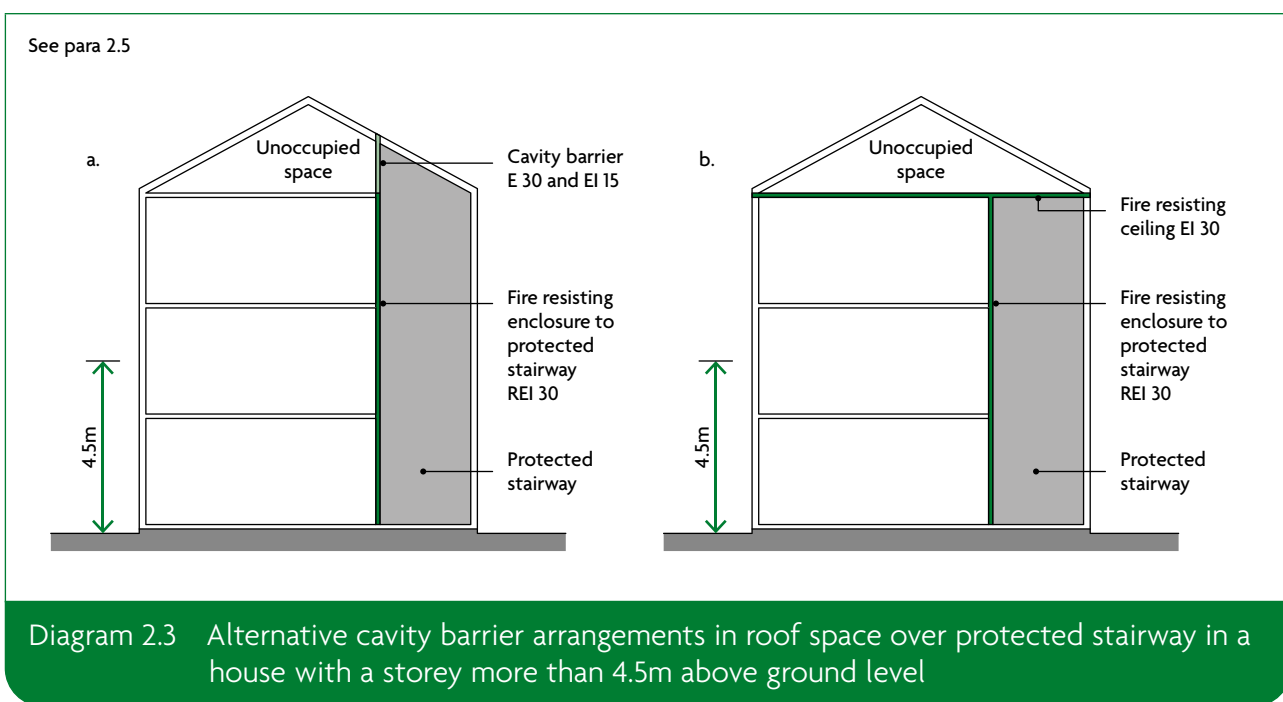 See para 2.5
a.
Unoccupied
space
Cavity barrier
E 30 and EI 15
Fire resisting
enclosure to
protected
stairway
REI 30
Protected
stairway
4.5m
b.
Unoccupied
space
Fire resisting
ceiling EI 30
Fire resisting
enclosure to
protected
stairway
REI 30
Protected
stairway
4.5m
Diagram 2.3 Alternative cavity barrier arrangements in roof space over protected stairway in a
house with a storey more than 4.5m above ground level